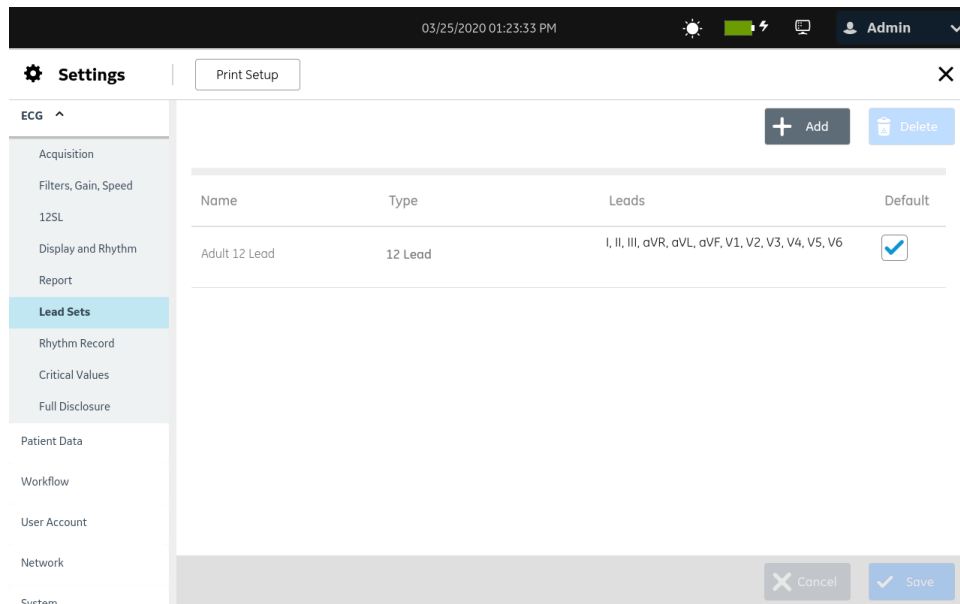 03/25/2020 01:23:33 PM
Admin
Settings
Print Setup
ECG
Add
Delete
Acquisition
Filters, Gain, Speed
12SL
Display and Rhythm
Report
Lead Sets
Rhythm Record
Critical Values
Full Disclosure
Patient Data
Workflow
User Account
Network
System
Name Type Leads Default
Adult 12 Lead 12 Lead I, II, III, aVR, aVL, aVF, V1, V2, V3, V4, V5, V6
Cancel
Save